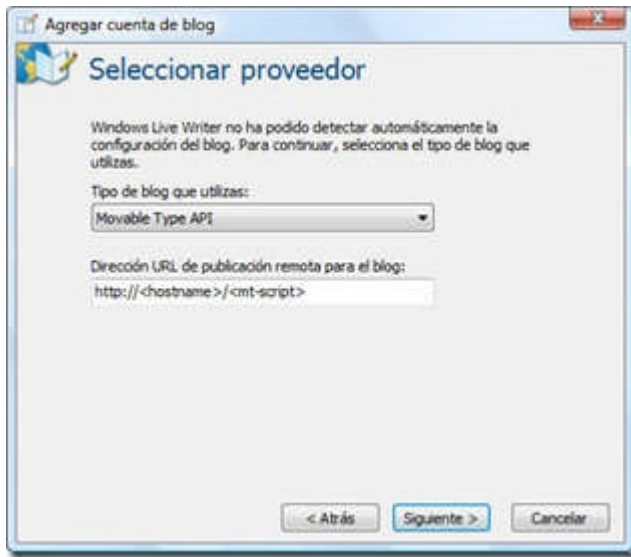 Agregar cuenta de blog
Seleccionar proveedor
Windows Live Writer no ha podido detectar automáticamente la
configuración del blog. Para continuar, selecciona el tipo de blog que
utilizas.
Tipo de blog que utilizas:
Movable Type API
Dirección URL de publicación remota para el blog:
http://<hostname>/<mt-script>
< Atrás
Siguiente >
Cancelar